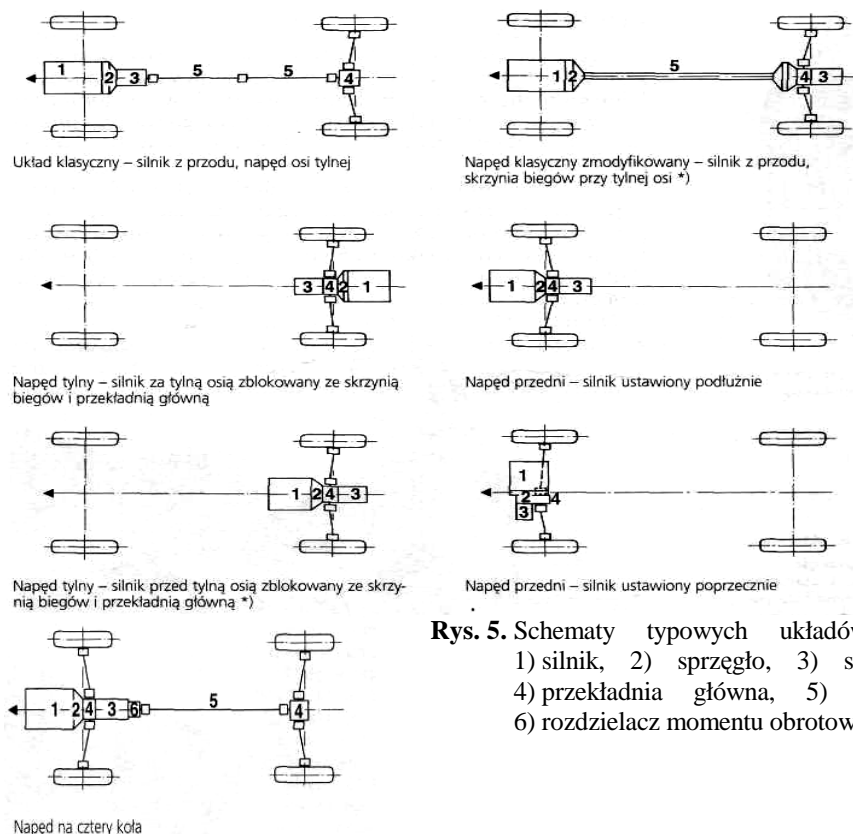 1 2 3 5 5 4
Układ klasyczny – silnik z przodu, napęd osi tylnej
1 2 5 4 3
Napęd klasyczny zmodyfikowany – silnik z przodu,
skrzynia biegów przy tylnej osi *)
3 4 2 1
Napęd tylny – silnik za tylną osią zblokowany ze skrzynią
biegów i przekładnią główną
1 2 4 3
Napęd przedni – silnik ustawiony podłużnie
1 2 4 3
Napęd tylny – silnik przed tylną osią zblokowany ze skrzy-
nią biegów i przekładnią główną *)
1
2 4
3
Napęd przedni – silnik ustawiony poprzecznie
1 2 4 3 6 5 4
Napęd na cztery koła
Rys. 5. Schematy typowych układów
1) silnik, 2) sprzęgło, 3) s
4) przekładnia główna, 5)
6) rozdzielacz momentu obrotow